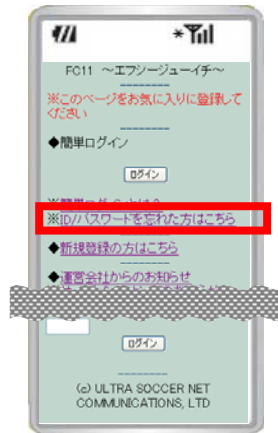 FC11 ～エフシージューイチ～
※このページをお気に入りに登録して
ください
◆簡単ログイン
ログイン
※ID/パスワードを忘れた方はこちら
◆新規登録の方はこちら
◆運営会社からのお知らせ
ログイン
(c) ULTRA SOCCER NET
COMMUNICATIONS, LTD